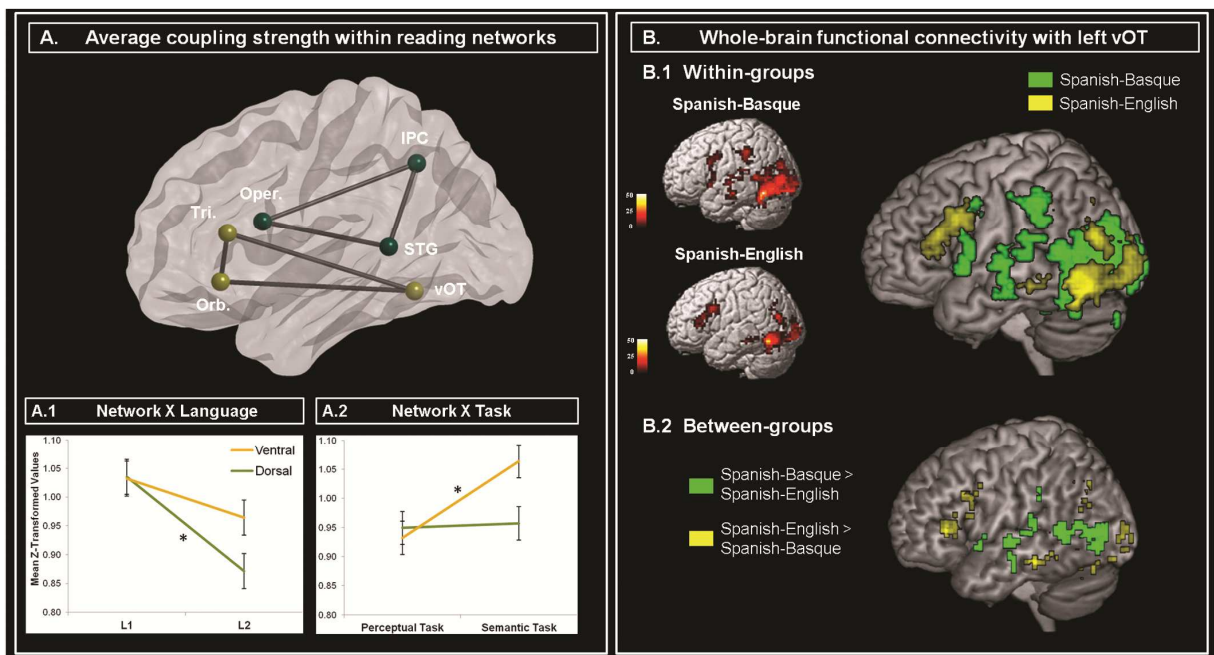 A. Average coupling strength within reading networks
IPC
Oper.
Tri.
STG
vOT
Orb.
A.1 Network X Language
1.10
1.05
1.00
0.95
0.90
0.85
0.80
Mean Z-Transformed Values
Ventral
Dorsal
*
L1
L2
A.2 Network X Task
1.10
1.05
1.00
0.95
0.90
0.85
0.80
*
Perceptual Task
Semantic Task
B. Whole-brain functional connectivity with left vOT
B.1 Within-groups
Spanish-Basque
Spanish-English
Spanish-Basque
50
25
0
Spanish-English
50
25
0
B.2 Between-groups
Spanish-Basque >
Spanish-English
Spanish-English >
Spanish-Basque